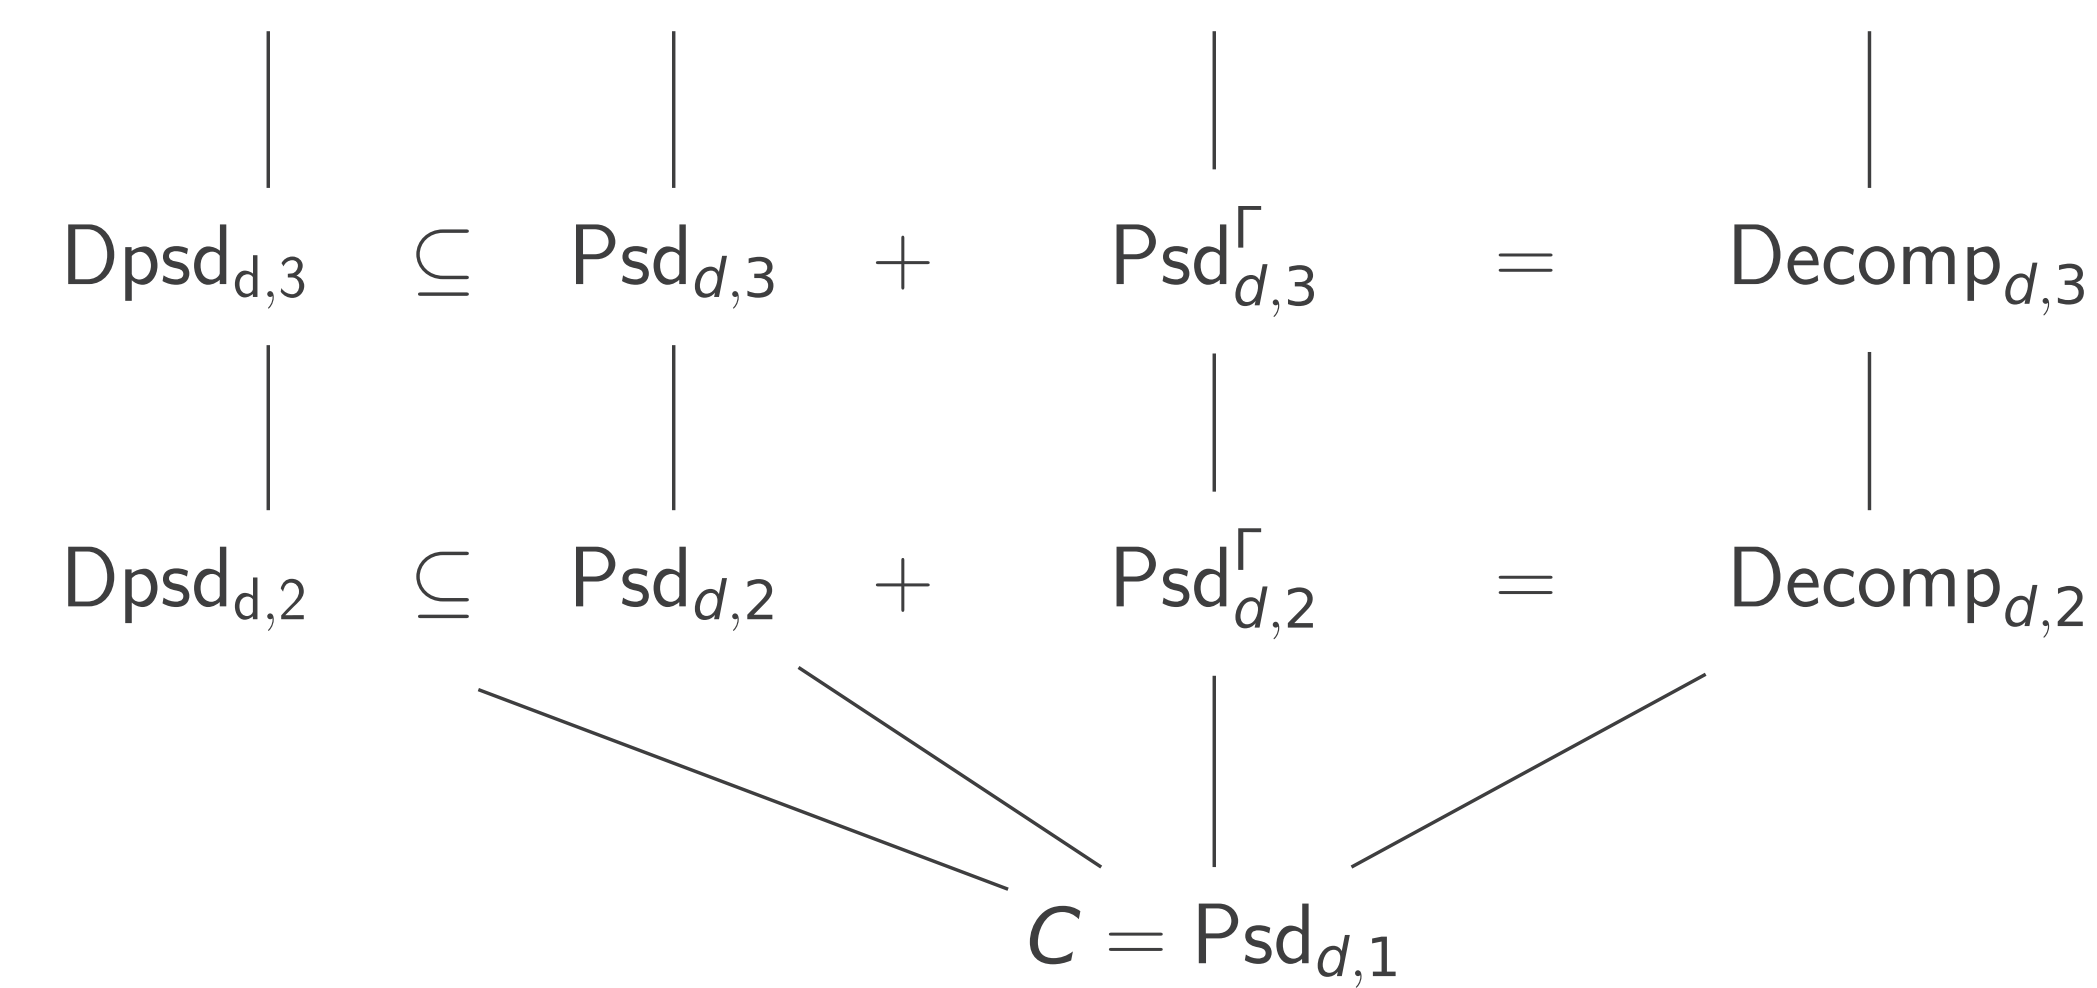 Dpsd_{d,3} ⊆ Psd_{d,3} + Psd^Γ_{d,3} = Decomp_{d,3}
Dpsd_{d,2} ⊆ Psd_{d,2} + Psd^Γ_{d,2} = Decomp_{d,2}
C = Psd_{d,1}